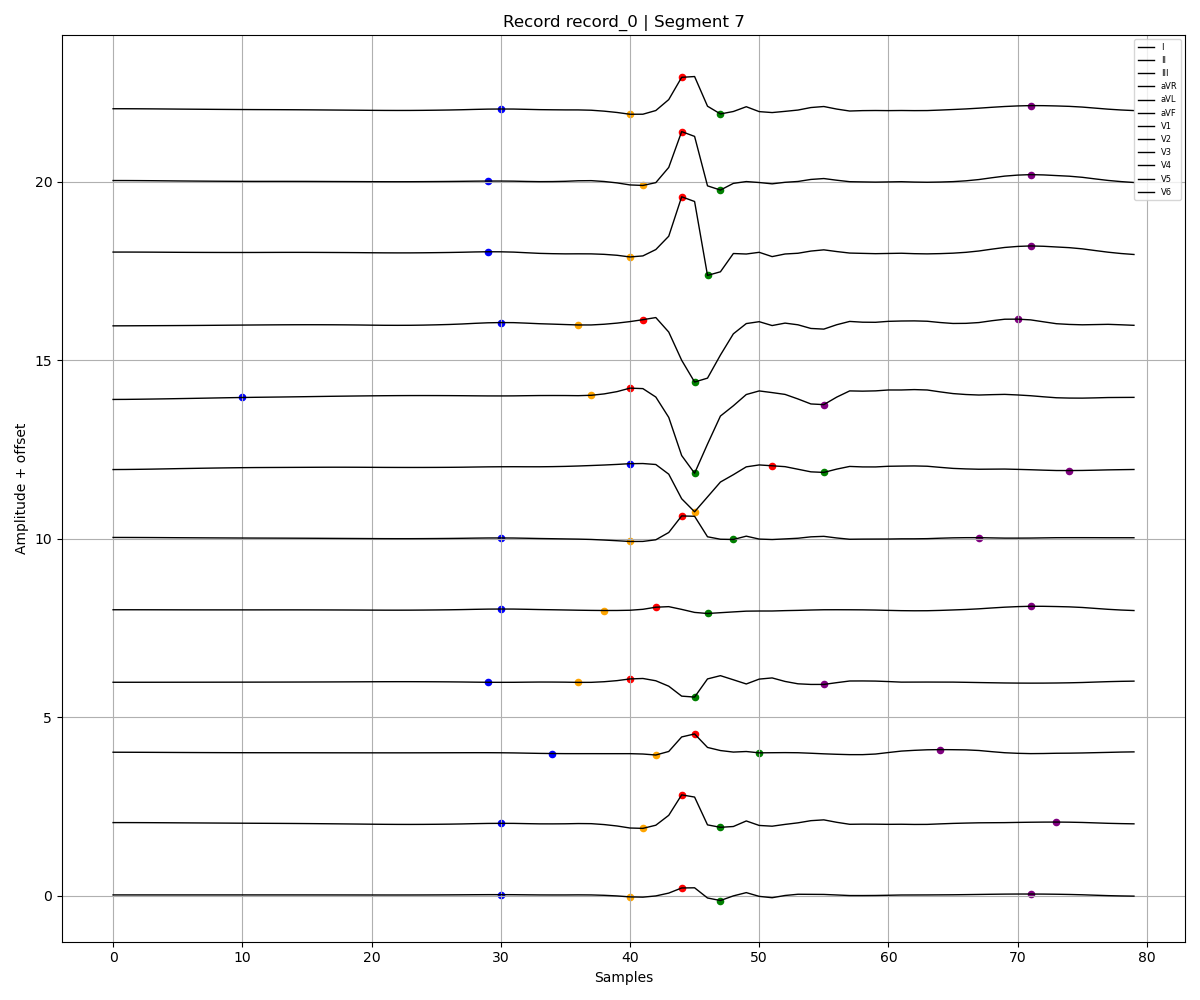 Record record_0 | Segment 7
I
II
III
aVR
aVL
aVF
V1
V2
V3
V4
V5
V6
20
15
10
5
0
Amplitude + offset
0 10 20 30 40 50 60 70 80
Samples